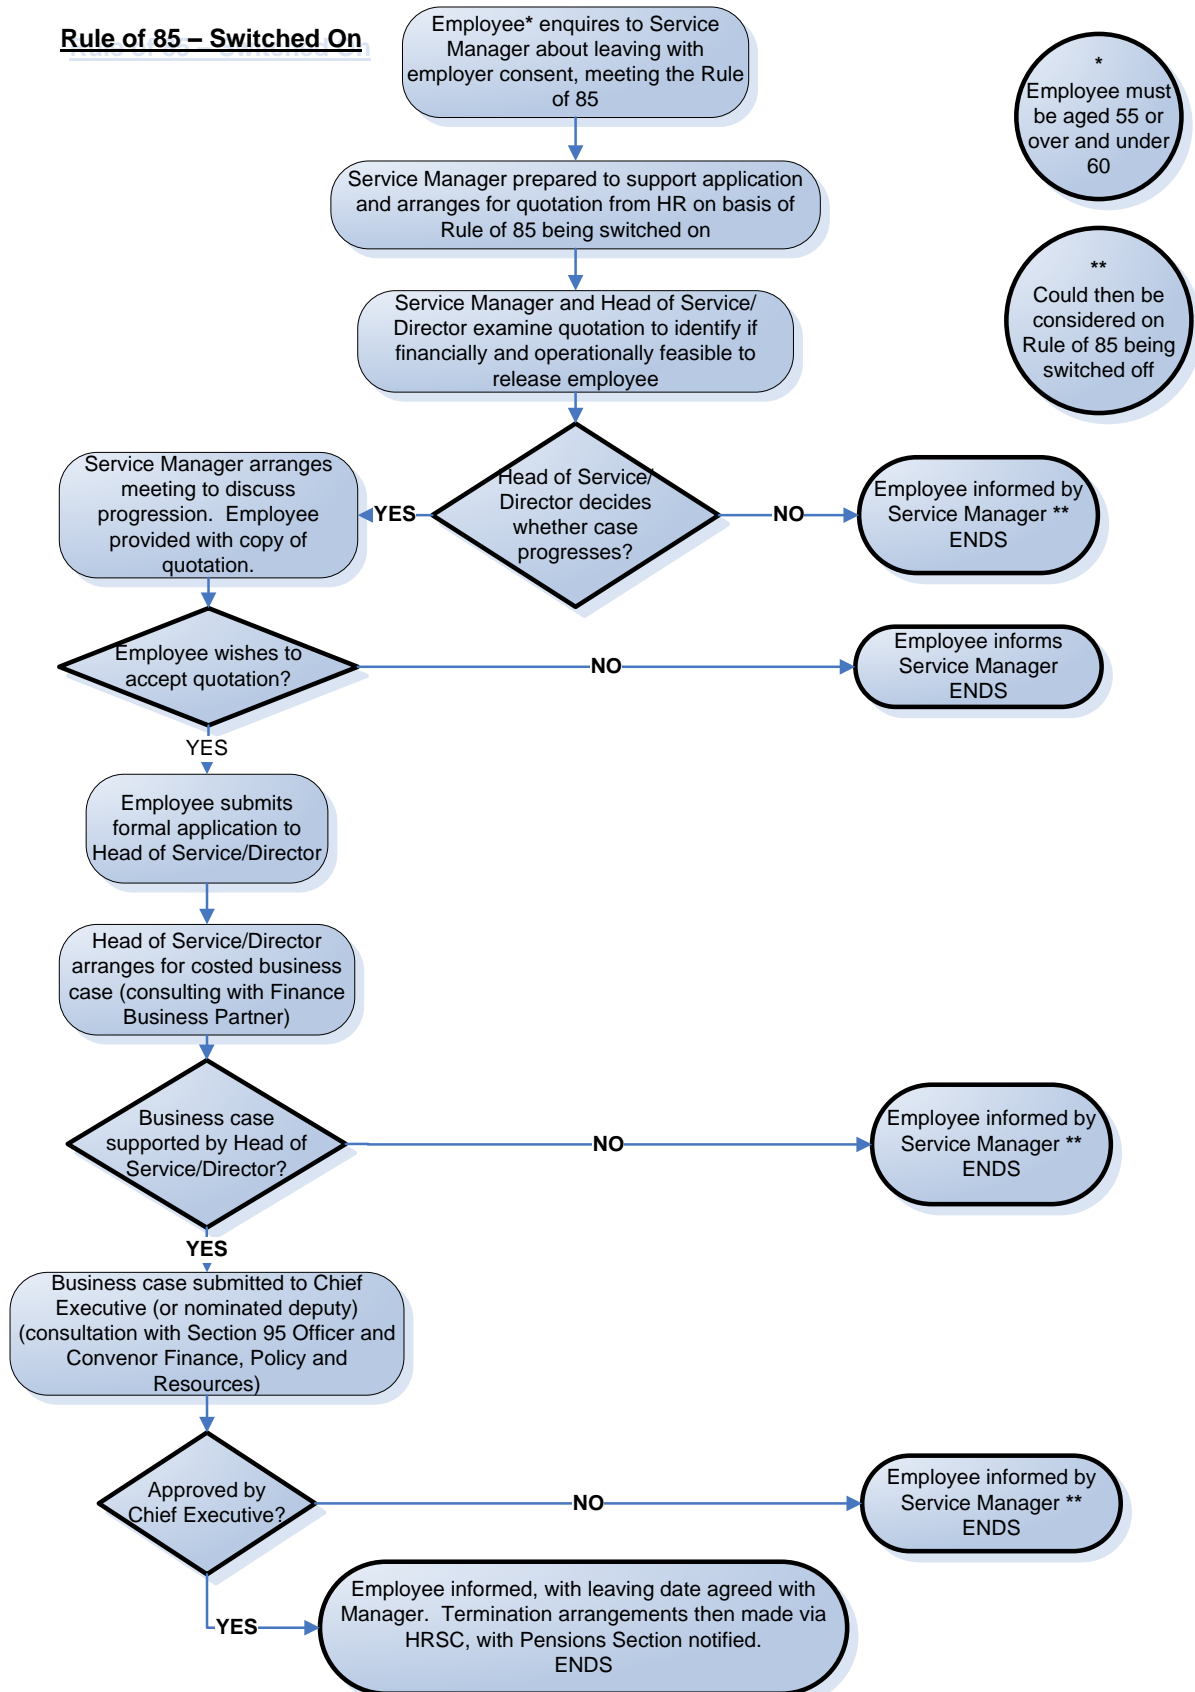 Rule of 85 – Switched On
Employee* enquires to Service
Manager about leaving with
employer consent, meeting the Rule
of 85
*
Employee must
be aged 55 or
over and under
60
Service Manager prepared to support application
and arranges for quotation from HR on basis of
Rule of 85 being switched on
**
Could then be
considered on
Rule of 85 being
switched off
Service Manager and Head of Service/
Director examine quotation to identify if
financially and operationally feasible to
release employee
Head of Service/
Director decides
whether case
progresses?
YES
NO
Service Manager arranges
meeting to discuss
progression.  Employee
provided with copy of
quotation.
Employee informed by
Service Manager **
ENDS
Employee wishes to
accept quotation?
NO
Employee informs
Service Manager
ENDS
YES
Employee submits
formal application to
Head of Service/Director
Head of Service/Director
arranges for costed business
case (consulting with Finance
Business Partner)
Business case
supported by Head of
Service/Director?
NO
Employee informed by
Service Manager **
ENDS
YES
Business case submitted to Chief
Executive (or nominated deputy)
(consultation with Section 95 Officer and
Convenor Finance, Policy and
Resources)
Approved by
Chief Executive?
NO
Employee informed by
Service Manager **
ENDS
YES
Employee informed, with leaving date agreed with
Manager.  Termination arrangements then made via
HRSC, with Pensions Section notified.
ENDS